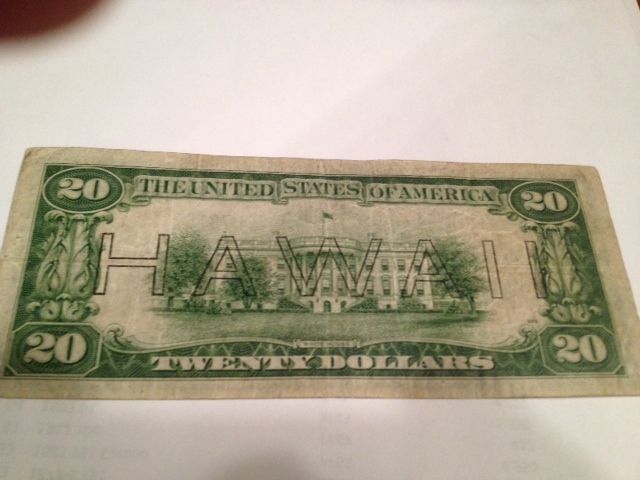 20 THE UNITED STATES OF AMERICA 20
HAWAII
20 TWENTY DOLLARS 20